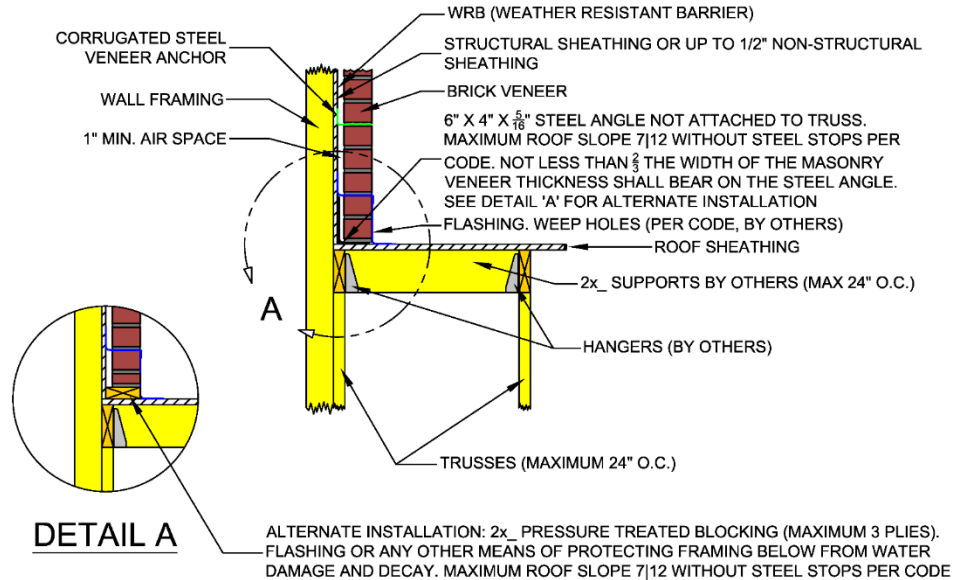 WRB (WEATHER RESISTANT BARRIER)
CORRUGATED STEEL
VENEER ANCHOR
STRUCTURAL SHEATHING OR UP TO 1/2" NON-STRUCTURAL
SHEATHING
WALL FRAMING
BRICK VENEER
1" MIN. AIR SPACE
6" X 4" X 5/16" STEEL ANGLE NOT ATTACHED TO TRUSS.
MAXIMUM ROOF SLOPE 7|12 WITHOUT STEEL STOPS PER
CODE. NOT LESS THAN 2/3 THE WIDTH OF THE MASONRY
VENEER THICKNESS SHALL BEAR ON THE STEEL ANGLE.
SEE DETAIL 'A' FOR ALTERNATE INSTALLATION
FLASHING. WEEP HOLES (PER CODE, BY OTHERS)
ROOF SHEATHING
2x_ SUPPORTS BY OTHERS (MAX 24" O.C.)
A
HANGERS (BY OTHERS)
TRUSSES (MAXIMUM 24" O.C.)
DETAIL A
ALTERNATE INSTALLATION: 2x_ PRESSURE TREATED BLOCKING (MAXIMUM 3 PLIES).
FLASHING OR ANY OTHER MEANS OF PROTECTING FRAMING BELOW FROM WATER
DAMAGE AND DECAY. MAXIMUM ROOF SLOPE 7|12 WITHOUT STEEL STOPS PER CODE